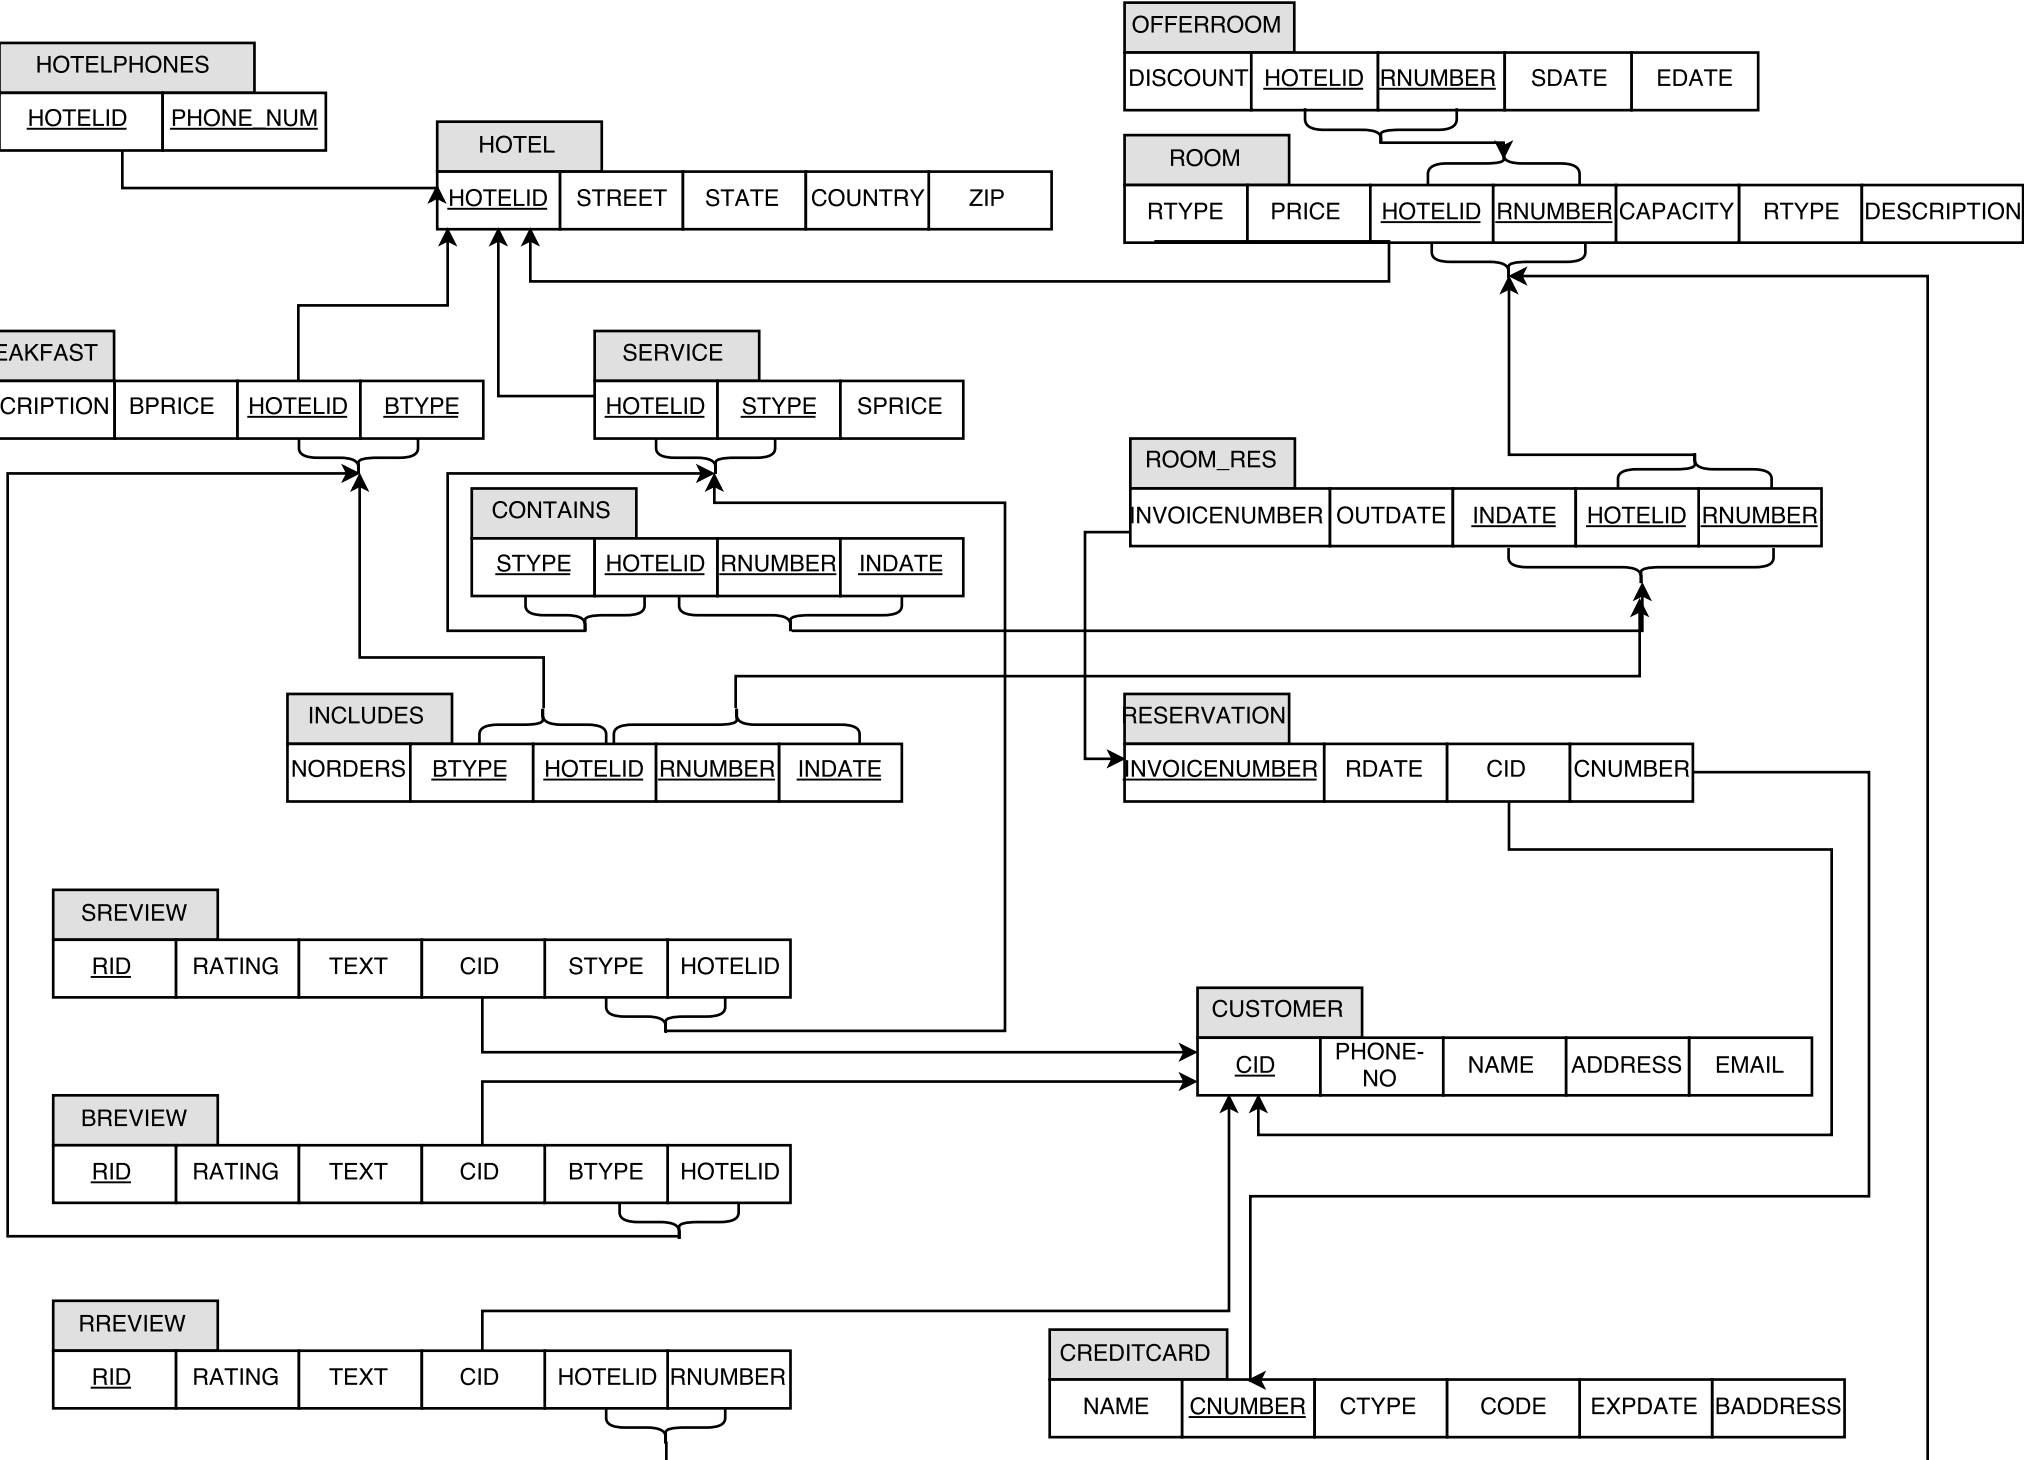 OFFERROOM
DISCOUNT HOTELID RNUMBER SDATE EDATE
HOTELPHONES
HOTELID PHONE_NUM
HOTEL
HOTELID STREET STATE COUNTRY ZIP
ROOM
RTYPE PRICE HOTELID RNUMBER CAPACITY RTYPE DESCRIPTION
EAKFAST
CRIPTION BPRICE HOTELID BTYPE
SERVICE
HOTELID STYPE SPRICE
ROOM_RES
INVOICENUMBER OUTDATE INDATE HOTELID RNUMBER
CONTAINS
STYPE HOTELID RNUMBER INDATE
INCLUDES
NORDERS BTYPE HOTELID RNUMBER INDATE
RESERVATION
INVOICENUMBER RDATE CID CNUMBER
SREVIEW
RID RATING TEXT CID STYPE HOTELID
CUSTOMER
CID PHONE-
NO NAME ADDRESS EMAIL
BREVIEW
RID RATING TEXT CID BTYPE HOTELID
RREVIEW
RID RATING TEXT CID HOTELID RNUMBER
CREDITCARD
NAME CNUMBER CTYPE CODE EXPDATE BADDRESS